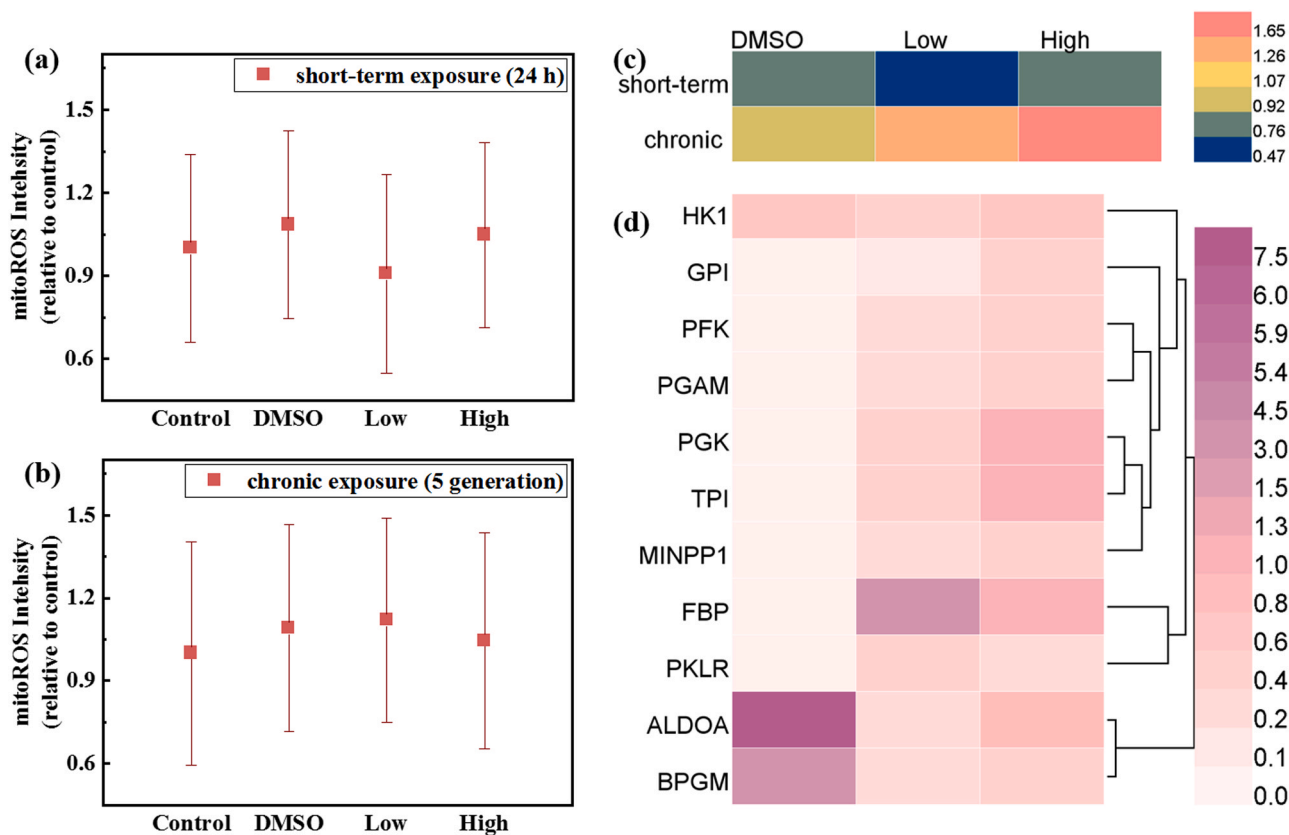 (a)
short-term exposure (24 h)
mitoROS Intehsity
(relative to control)
1.5
1.2
0.9
0.6
Control DMSO Low High
(b)
chronic exposure (5 generation)
mitoROS Intehsity
(relative to control)
1.5
1.2
0.9
0.6
Control DMSO Low High
(c)
DMSO Low High
short-term
chronic
1.65
1.26
1.07
0.92
0.76
0.47
(d)
HK1
GPI
PFK
PGAM
PGK
TPI
MINPP1
FBP
PKLR
ALDOA
BPGM
7.5
6.0
5.9
5.4
4.5
3.0
1.5
1.3
1.0
0.8
0.6
0.4
0.2
0.1
0.0